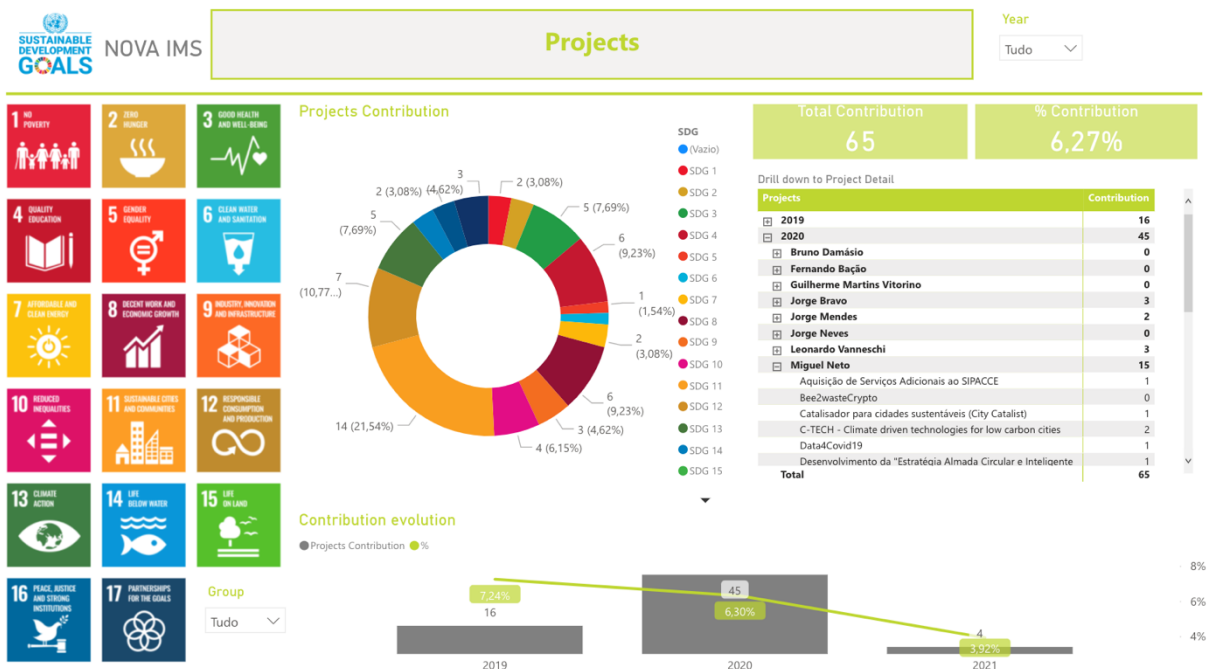 SUSTAINABLE
DEVELOPMENT
GOALS
NOVA IMS
Projects
Year
Tudo
1 NO
POVERTY
2 ZERO
HUNGER
3 GOOD HEALTH
AND WELL-BEING
4 QUALITY
EDUCATION
5 GENDER
EQUALITY
6 CLEAN WATER
AND SANITATION
7 AFFORDABLE AND
CLEAN ENERGY
8 DECENT WORK AND
ECONOMIC GROWTH
9 INDUSTRY, INNOVATION
AND INFRASTRUCTURE
10 REDUCED
INEQUALITIES
11 SUSTAINABLE CITIES
AND COMMUNITIES
12 RESPONSIBLE
CONSUMPTION
AND PRODUCTION
13 CLIMATE
ACTION
14 LIFE
BELOW WATER
15 LIFE
ON LAND
16 PEACE, JUSTICE
AND STRONG
INSTITUTIONS
17 PARTNERSHIPS
FOR THE GOALS
Group
Tudo
Projects Contribution
2 (3,08%)
5 (7,69%)
6
(9,23%)
1
(1,54%)
2
(3,08%)
6
(9,23%)
3 (4,62%)
4 (6,15%)
14 (21,54%)
7
(10,77...)
5
(7,69%)
2 (3,08%)
3
(4,62%)
SDG
(Vazio)
SDG 1
SDG 2
SDG 3
SDG 4
SDG 5
SDG 6
SDG 7
SDG 8
SDG 9
SDG 10
SDG 11
SDG 12
SDG 13
SDG 14
SDG 15
Total Contribution
65
% Contribution
6,27%
Drill down to Project Detail
Projects Contribution
2019 16
2020 45
Bruno Damásio 0
Fernando Bação 0
Guilherme Martins Vitorino 0
Jorge Bravo 3
Jorge Mendes 2
Jorge Neves 0
Leonardo Vanneschi 3
Miguel Neto 15
Aquisição de Serviços Adicionais ao SIPACCE 1
Bee2wasteCrypto 0
Catalisador para cidades sustentáveis (City Catalist) 1
C-TECH - Climate driven technologies for low carbon cities 2
Data4Covid19 1
Desenvolvimento da "Estratégia Almada Circular e Inteligente 1
Total 65
Contribution evolution
Projects Contribution %
7,24%
16
45
6,30%
4
3,92%
8%
6%
4%
2019
2020
2021